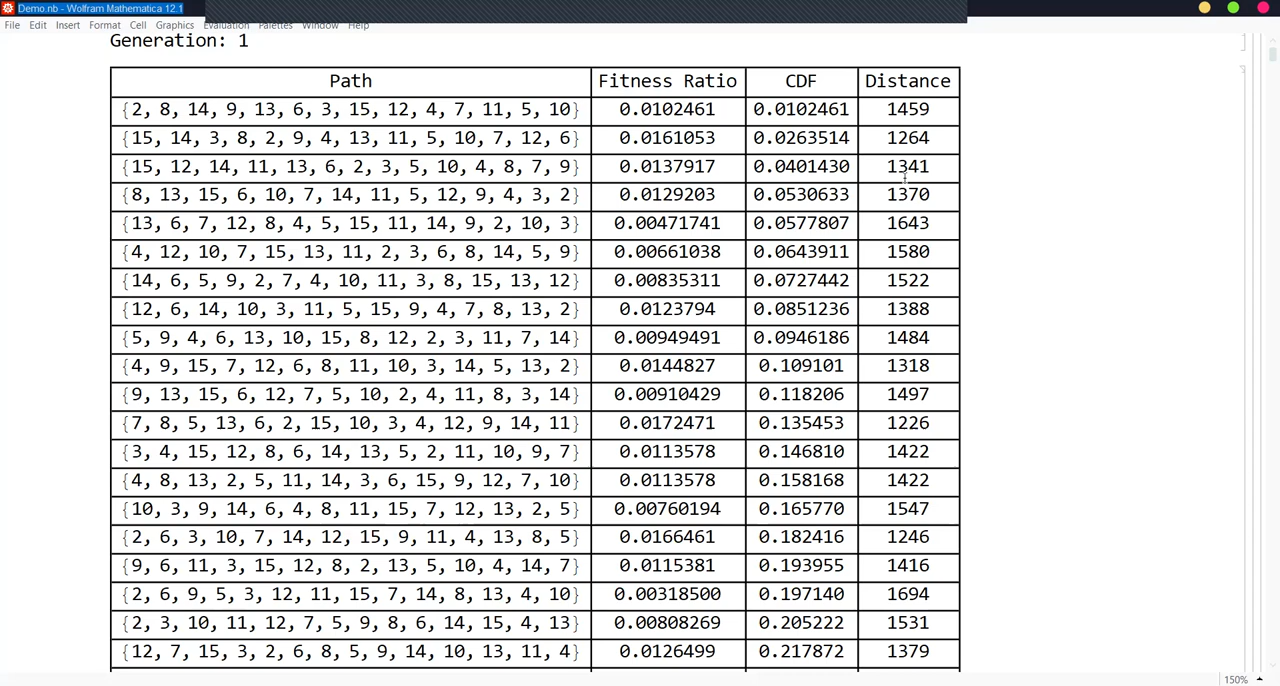 Demo.nb - Wolfram Mathematica 12.1
File Edit Insert Format Cell Graphics Evaluation Palettes Window Help
Generation: 1
Path Fitness Ratio CDF Distance
{2, 8, 14, 9, 13, 6, 3, 15, 12, 4, 7, 11, 5, 10} 0.0102461 0.0102461 1459
{15, 14, 3, 8, 2, 9, 4, 13, 11, 5, 10, 7, 12, 6} 0.0161053 0.0263514 1264
{15, 12, 14, 11, 13, 6, 2, 3, 5, 10, 4, 8, 7, 9} 0.0137917 0.0401430 1341
{8, 13, 15, 6, 10, 7, 14, 11, 5, 12, 9, 4, 3, 2} 0.0129203 0.0530633 1370
{13, 6, 7, 12, 8, 4, 5, 15, 11, 14, 9, 2, 10, 3} 0.00471741 0.0577807 1643
{4, 12, 10, 7, 15, 13, 11, 2, 3, 6, 8, 14, 5, 9} 0.00661038 0.0643911 1580
{14, 6, 5, 9, 2, 7, 4, 10, 11, 3, 8, 15, 13, 12} 0.00835311 0.0727442 1522
{12, 6, 14, 10, 3, 11, 5, 15, 9, 4, 7, 8, 13, 2} 0.0123794 0.0851236 1388
{5, 9, 4, 6, 13, 10, 15, 8, 12, 2, 3, 11, 7, 14} 0.00949491 0.0946186 1484
{4, 9, 15, 7, 12, 6, 8, 11, 10, 3, 14, 5, 13, 2} 0.0144827 0.109101 1318
{9, 13, 15, 6, 12, 7, 5, 10, 2, 4, 11, 8, 3, 14} 0.00910429 0.118206 1497
{7, 8, 5, 13, 6, 2, 15, 10, 3, 4, 12, 9, 14, 11} 0.0172471 0.135453 1226
{3, 4, 15, 12, 8, 6, 14, 13, 5, 2, 11, 10, 9, 7} 0.0113578 0.146810 1422
{4, 8, 13, 2, 5, 11, 14, 3, 6, 15, 9, 12, 7, 10} 0.0113578 0.158168 1422
{10, 3, 9, 14, 6, 4, 8, 11, 15, 7, 12, 13, 2, 5} 0.00760194 0.165770 1547
{2, 6, 3, 10, 7, 14, 12, 15, 9, 11, 4, 13, 8, 5} 0.0166461 0.182416 1246
{9, 6, 11, 3, 15, 12, 8, 2, 13, 5, 10, 4, 14, 7} 0.0115381 0.193955 1416
{2, 6, 9, 5, 3, 12, 11, 15, 7, 14, 8, 13, 4, 10} 0.00318500 0.197140 1694
{2, 3, 10, 11, 12, 7, 5, 9, 8, 6, 14, 15, 4, 13} 0.00808269 0.205222 1531
{12, 7, 15, 3, 2, 6, 8, 5, 9, 14, 10, 13, 11, 4} 0.0126499 0.217872 1379
150%